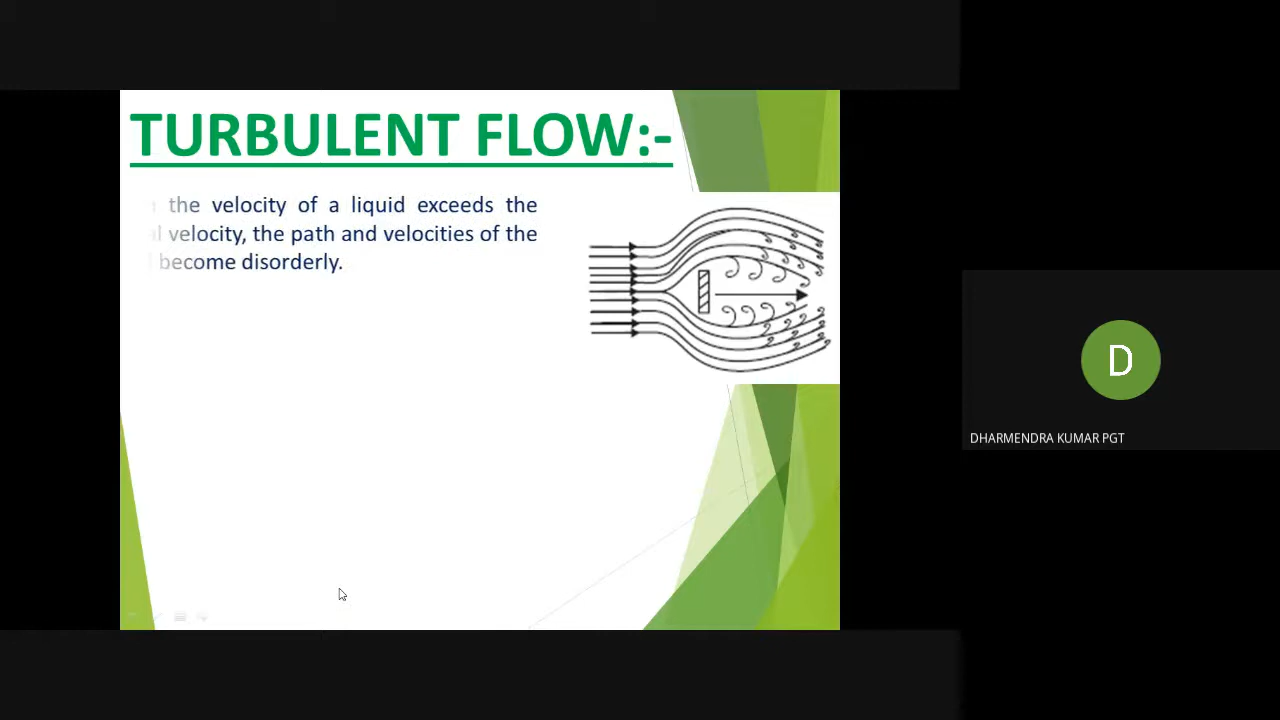 TURBULENT FLOW:-
the velocity of a liquid exceeds the
velocity, the path and velocities of the
become disorderly.
D
DHARMENDRA KUMAR PGT